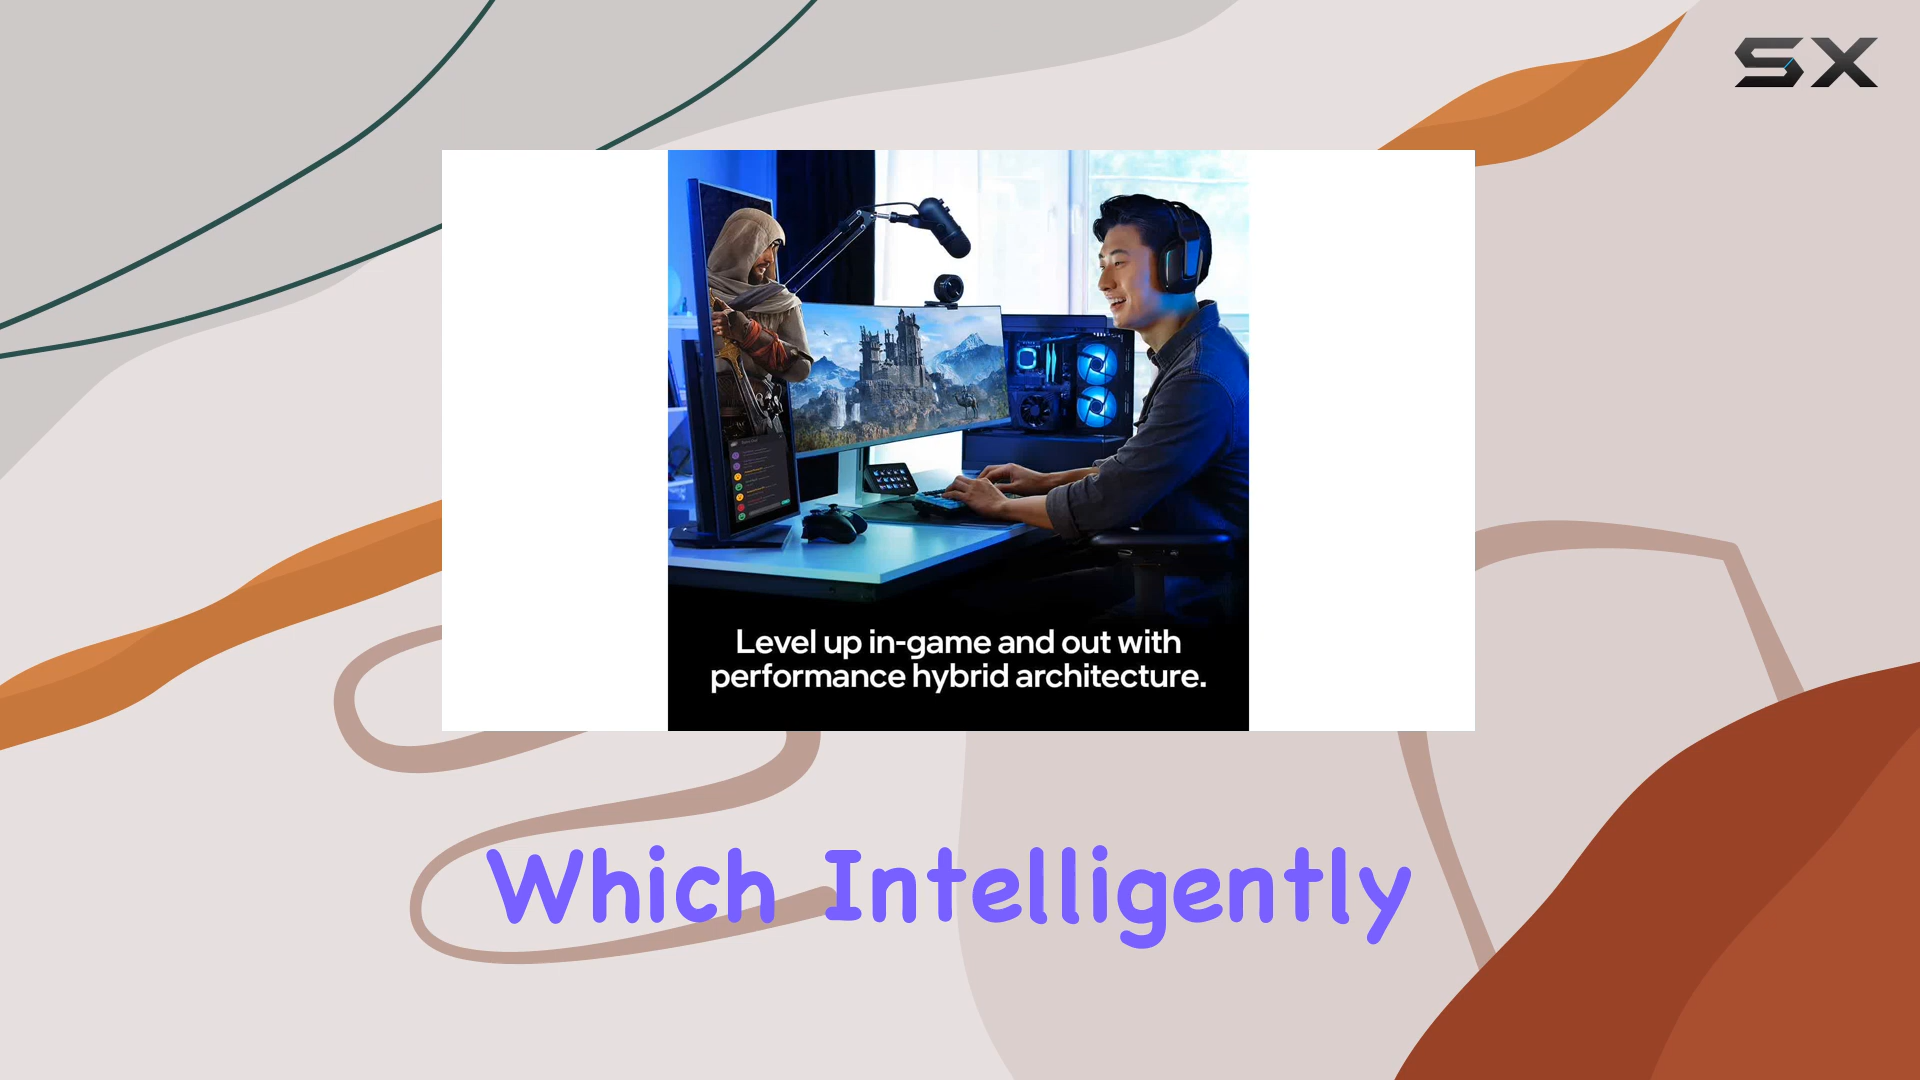 SX
Level up in-game and out with
performance hybrid architecture.
Which Intelligently